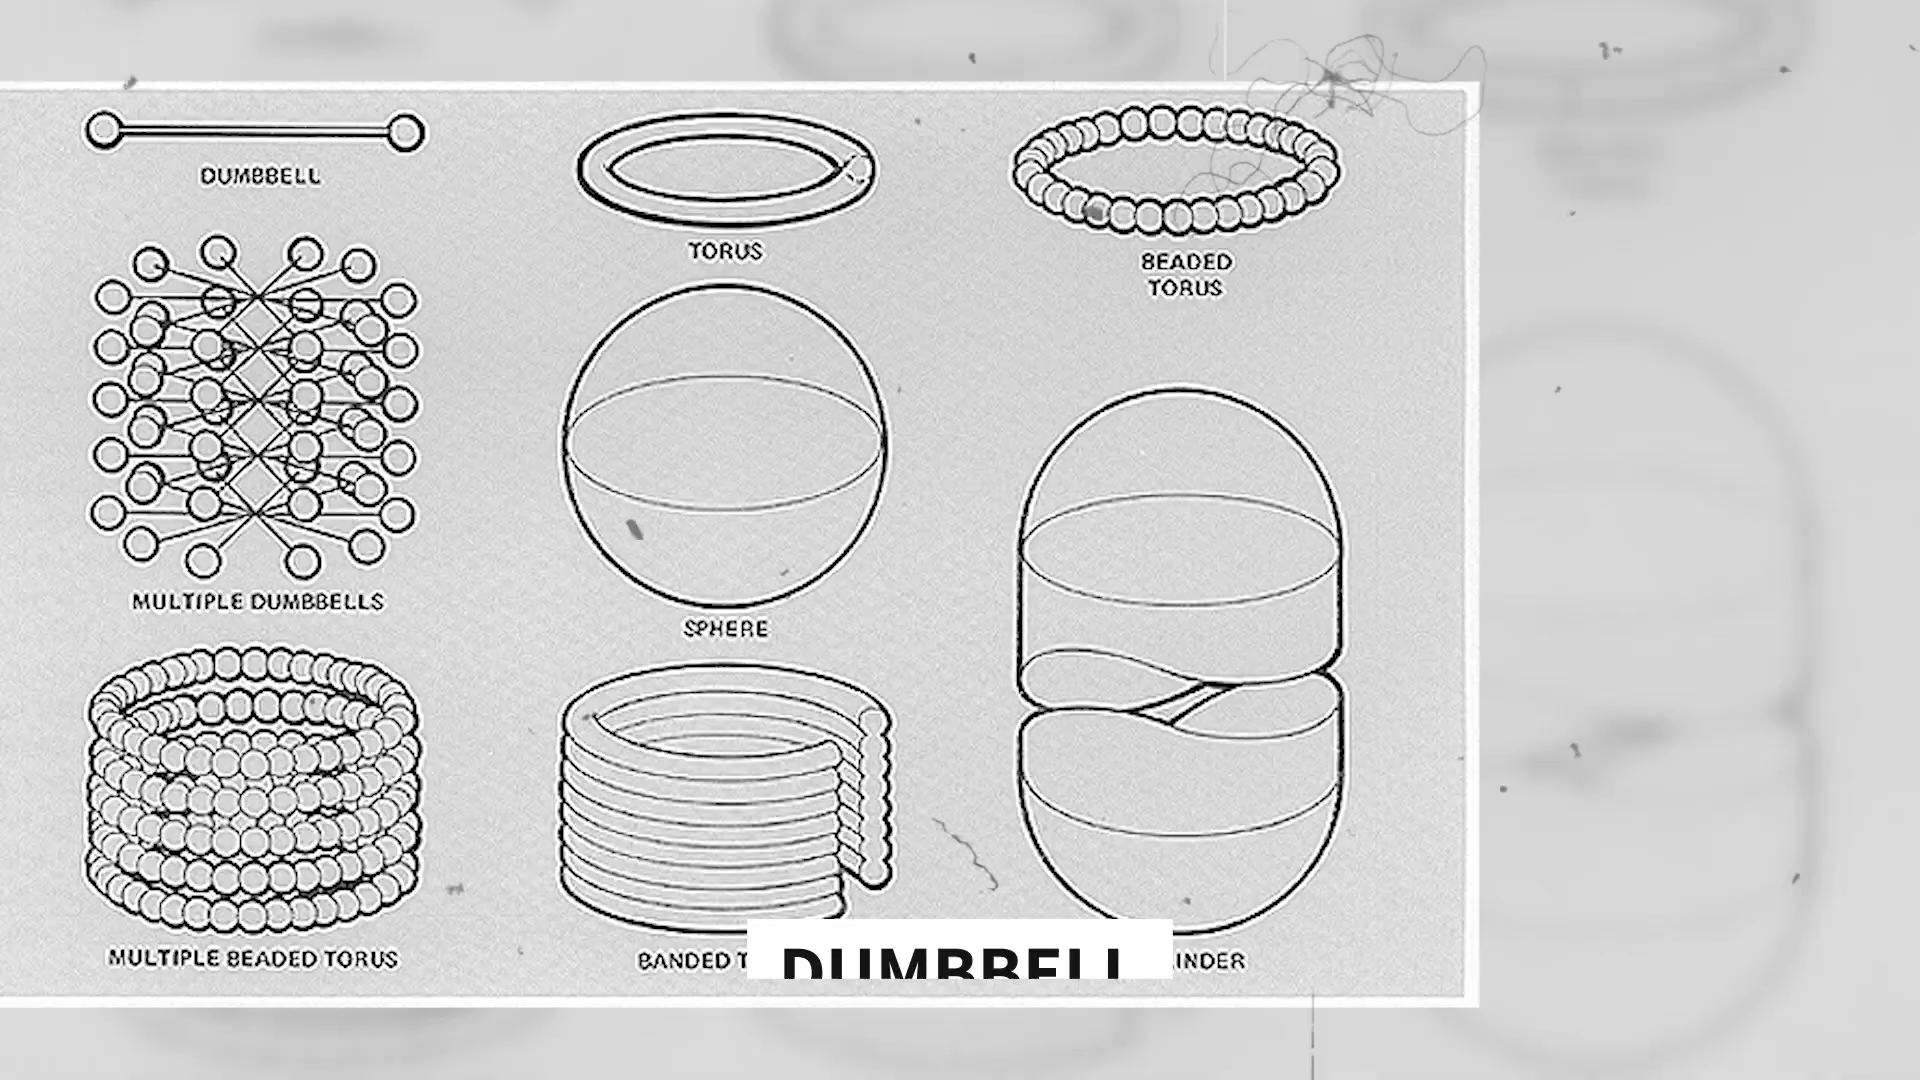 DUMBBELL
TORUS
BEADED
TORUS
MULTIPLE DUMBBELLS
SPHERE
MULTIPLE BEADED TORUS
BANDED T
INDER
DUMBBELL